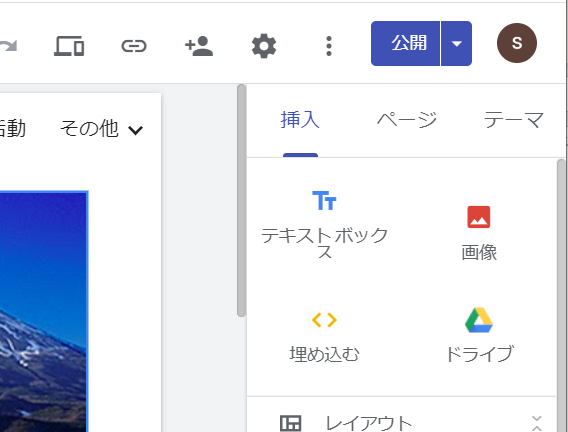 公開
S
活動 その他
挿入 ページ テーマ
テキスト ボック
ス
画像
埋め込む
ドライブ
レイアウト